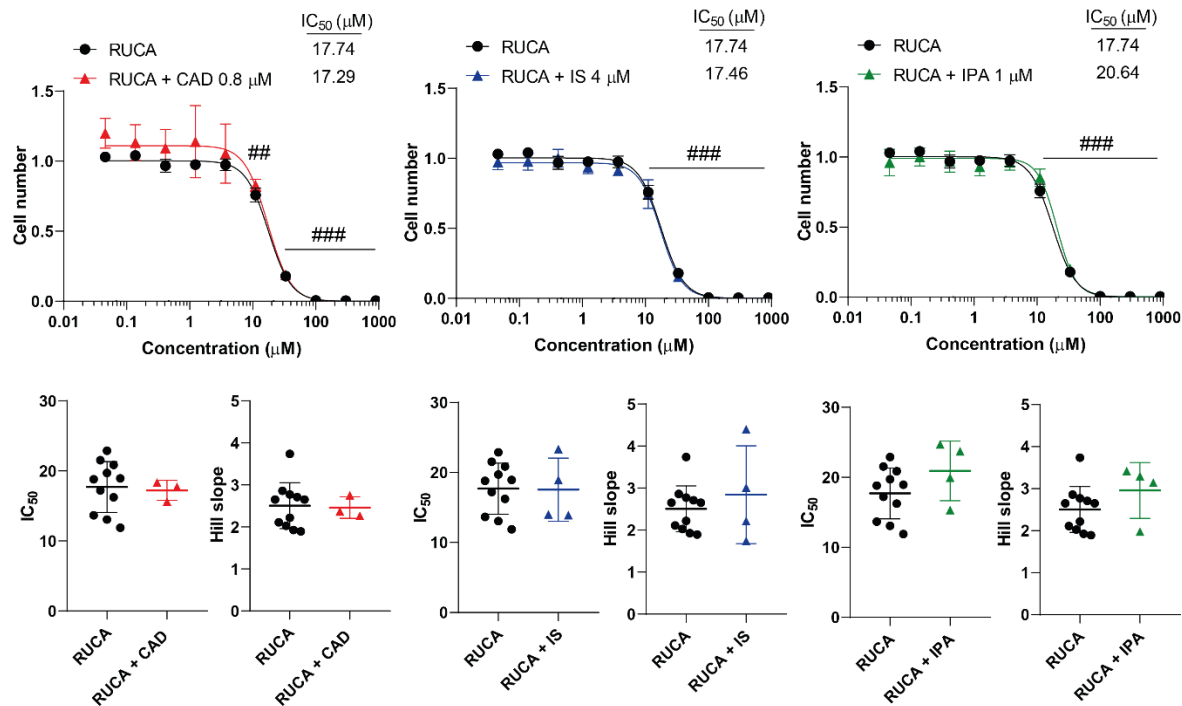 IC50 (μM)
RUCA 17.74
RUCA + CAD 0.8 μM 17.29
1.5
1.0
0.5
0.0
Cell number
##
###
0.01 0.1 1 10 100 1000
Concentration (μM)
IC50 (μM)
RUCA 17.74
RUCA + IS 4 μM 17.46
1.5
1.0
0.5
0.0
Cell number
###
0.01 0.1 1 10 100 1000
Concentration (μM)
IC50 (μM)
RUCA 17.74
RUCA + IPA 1 μM 20.64
1.5
1.0
0.5
0.0
Cell number
###
0.01 0.1 1 10 100 1000
Concentration (μM)
30
20
10
0
IC50
RUCA
RUCA + CAD
5
4
3
2
1
0
Hill slope
RUCA
RUCA + CAD
30
20
10
0
IC50
RUCA
RUCA + IS
5
4
3
2
1
0
Hill slope
RUCA
RUCA + IS
30
20
10
0
IC50
RUCA
RUCA + IPA
5
4
3
2
1
0
Hill slope
RUCA
RUCA + IPA